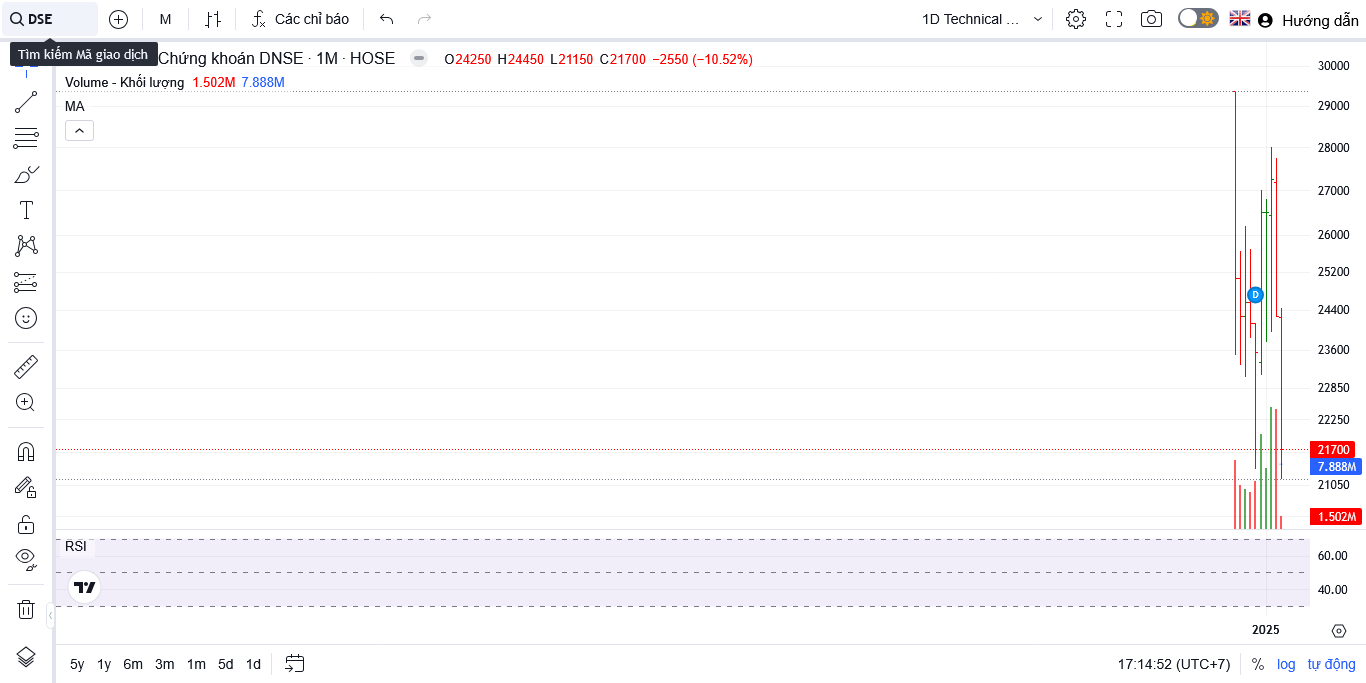 DSE M Các chỉ báo 1D Technical ... Hướng dẫn
Tìm kiếm Mã giao dịch
Chứng khoán DNSE · 1M · HOSE O24250 H24450 L21150 C21700 −2550 (−10.52%)
Volume - Khối lượng 1.502M 7.888M
MA
30000
29000
28000
27000
26000
25200
24400
D
23600
22850
22250
21700
7.888M
21050
1.502M
RSI
60.00
40.00
2025
5y 1y 6m 3m 1m 5d 1d 17:14:52 (UTC+7) % log tự động